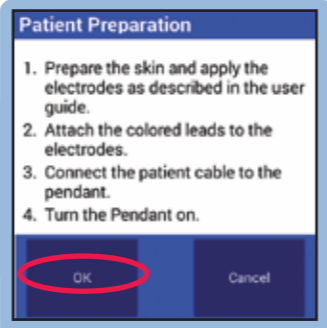 Patient Preparation
1. Prepare the skin and apply the
electrodes as described in the user
guide.
2. Attach the colored leads to the
electrodes.
3. Connect the patient cable to the
pendant.
4. Turn the Pendant on.
OK Cancel